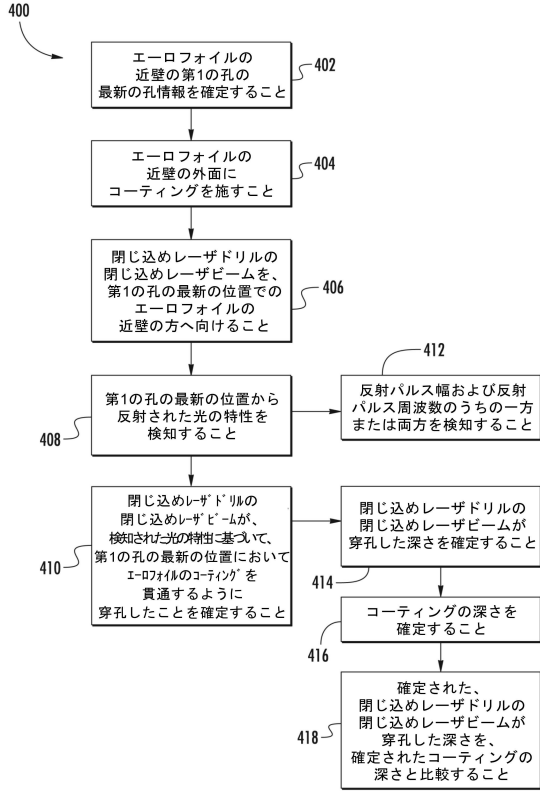 400
エーロフォイルの
近壁の第1の孔の
最新の孔情報を確定すること
402
エーロフォイルの
近壁の外面に
コーティングを施すこと
404
閉じ込めレーザドリルの
閉じ込めレーザビームを、
第1の孔の最新の位置での
エーロフォイルの
近壁の方へ向けること
406
第1の孔の最新の位置から
反射された光の特性を
検知すること
408
412
反射パルス幅および反射
パルス周波数のうちの一方
または両方を検知すること
閉じ込めﾚｰｻﾞﾄﾞﾘﾙの
閉じ込めﾚｰｻﾞﾋﾞｰﾑが、
検知された光の特性に基づいて、
第1の孔の最新の位置において
ｴｰﾛﾌｫｲﾙのｺｰﾃｨﾝｸﾞを
貫通するように
穿孔したことを確定すること
410
閉じ込めレーザドリルの
閉じ込めレーザビームが
穿孔した深さを確定すること
414
コーティングの深さを
確定すること
416
確定された、
閉じ込めレーザドリルの
閉じ込めレーザビームが
穿孔した深さを、
確定されたコーティングの
深さと比較すること
418